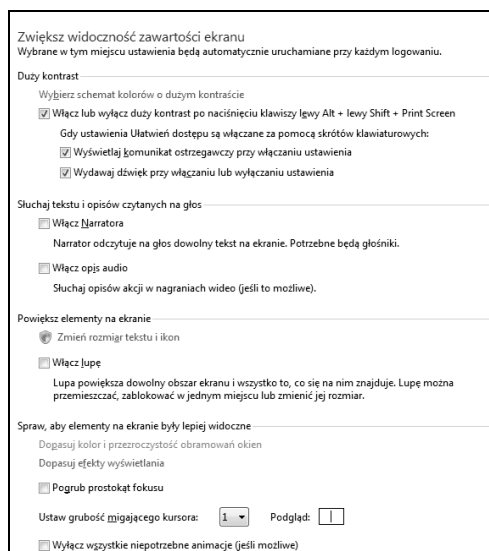 Zwiększ widoczność zawartości ekranu
Wybrane w tym miejscu ustawienia będą automatycznie uruchamiane przy każdym logowaniu.
Duży kontrast
Wybierz schemat kolorów o dużym kontraście
Włącz lub wyłącz duży kontrast po naciśnięciu klawiszy lewy Alt + lewy Shift + Print Screen
Gdy ustawienia Ułatwień dostępu są włączane za pomocą skrótów klawiaturowych:
Wyświetlaj komunikat ostrzegawczy przy włączaniu ustawienia
Wydawaj dźwięk przy włączaniu lub wyłączaniu ustawienia
Słuchaj tekstu i opisów czytanych na głos
Włącz Narratora
Narrator odczytuje na głos dowolny tekst na ekranie. Potrzebne będą głośniki.
Włącz opis audio
Słuchaj opisów akcji w nagraniach wideo (jeśli to możliwe).
Powiększ elementy na ekranie
Zmień rozmiar tekstu i ikon
Włącz lupę
Lupa powiększa dowolny obszar ekranu i wszystko to, co się na nim znajduje. Lupę można
przemieszczać, zablokować w jednym miejscu lub zmienić jej rozmiar.
Spraw, aby elementy na ekranie były lepiej widoczne
Dopasuj kolor i przezroczystość obramowań okien
Dopasuj efekty wyświetlania
Pogrub prostokąt fokusu
Ustaw grubość migającego kursora: 1 Podgląd:
Wyłącz wszystkie niepotrzebne animacje (jeśli możliwe)